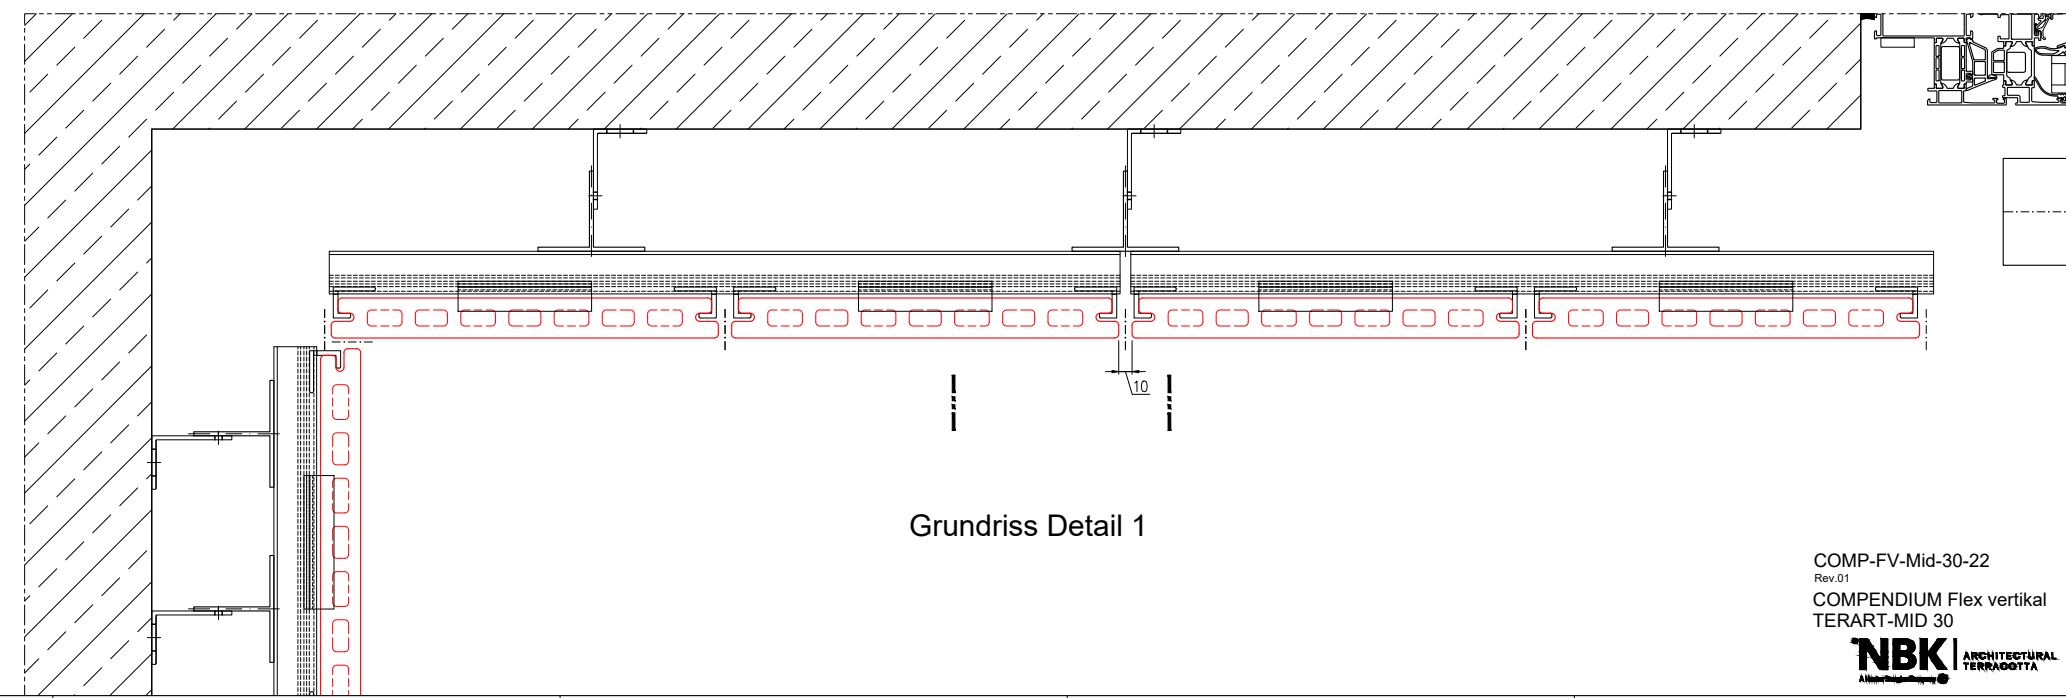 10
Grundriss Detail 1
COMP-FV-Mid-30-22
Rev.01
COMPENDIUM Flex vertikal
TERART-MID 30
NBK
ARCHITECTURAL
TERRACOTTA